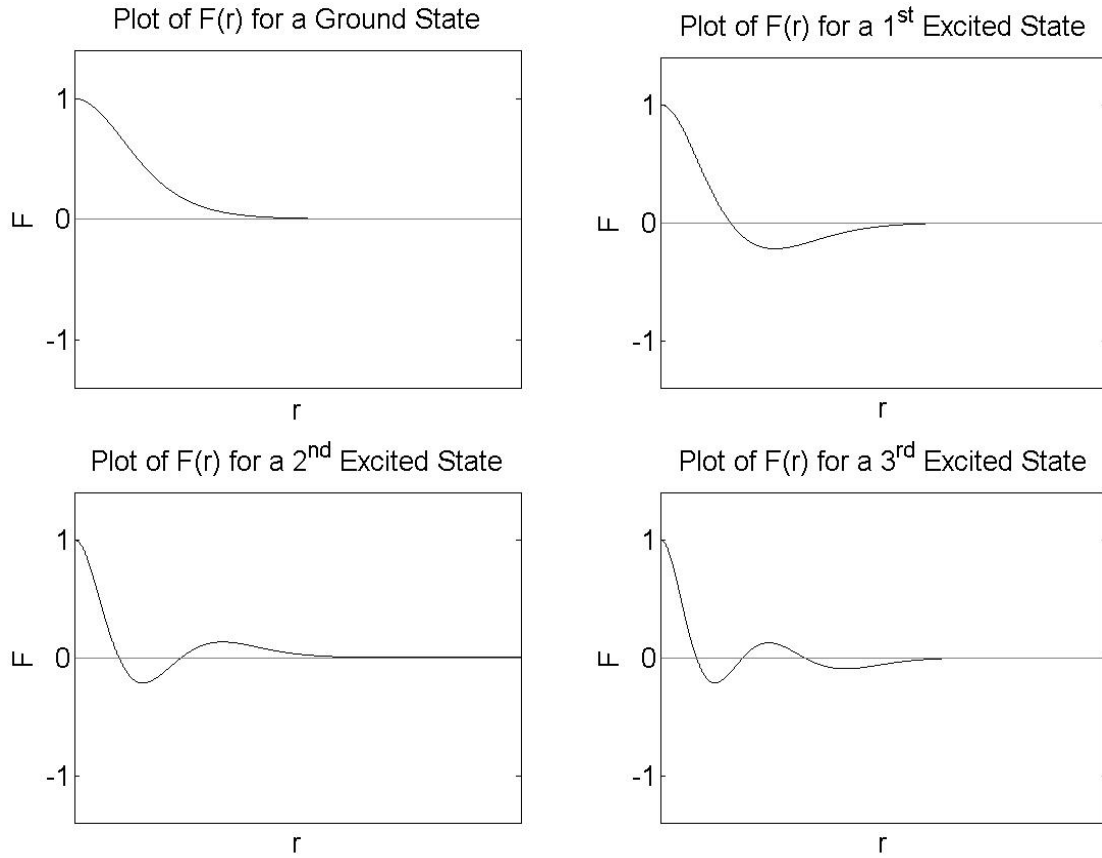 Plot of F(r) for a Ground State
1
0
-1
F
r
Plot of F(r) for a 1st Excited State
1
0
-1
F
r
Plot of F(r) for a 2nd Excited State
1
0
-1
F
r
Plot of F(r) for a 3rd Excited State
1
0
-1
F
r